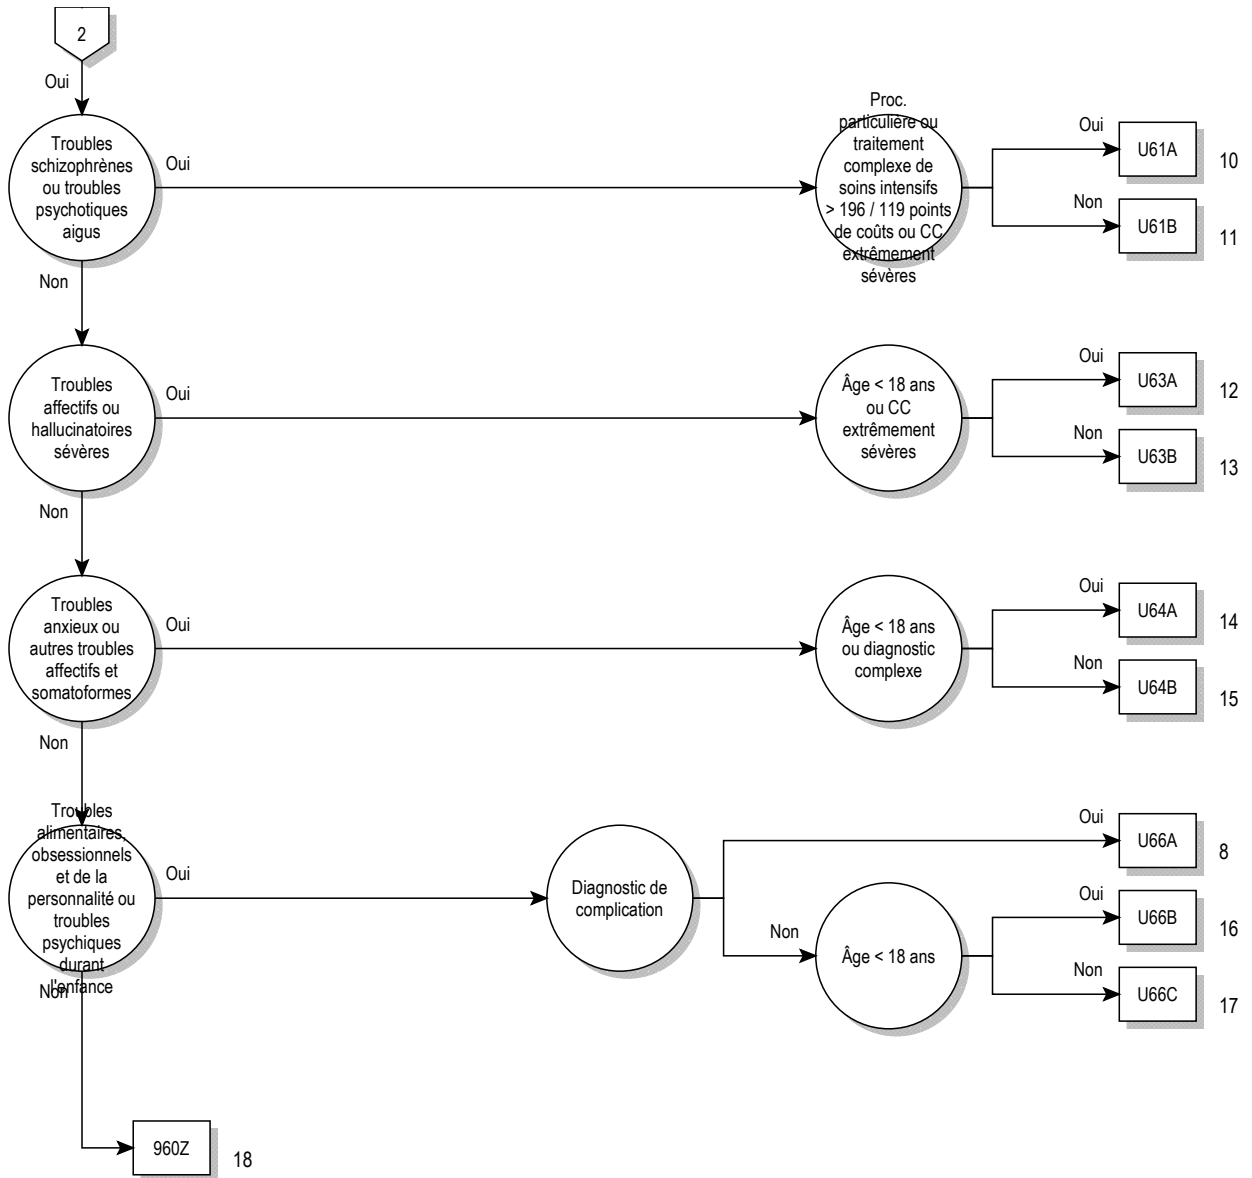 2
Oui
Troubles
schizophrènes
ou troubles
psychotiques
aigus
Oui
Proc.
particulière ou
traitement
complexe de
soins intensifs
> 196 / 119 points
de coûts ou CC
extrêmement
sévères
Oui
U61A
10
Non
U61B
11
Non
Troubles
affectifs ou
hallucinatoires
sévères
Oui
Âge < 18 ans
ou CC
extrêmement
sévères
Oui
U63A
12
Non
U63B
13
Non
Troubles
anxieux ou
autres troubles
affectifs et
somatoformes
Oui
Âge < 18 ans
ou diagnostic
complexe
Oui
U64A
14
Non
U64B
15
Non
Troubles
alimentaires,
obsessionnels
et de la
personnalité ou
troubles
psychiques
durant
l'enfance
Oui
Diagnostic de
complication
Oui
U66A
8
Non
Âge < 18 ans
Oui
U66B
16
Non
U66C
17
Non
960Z
18